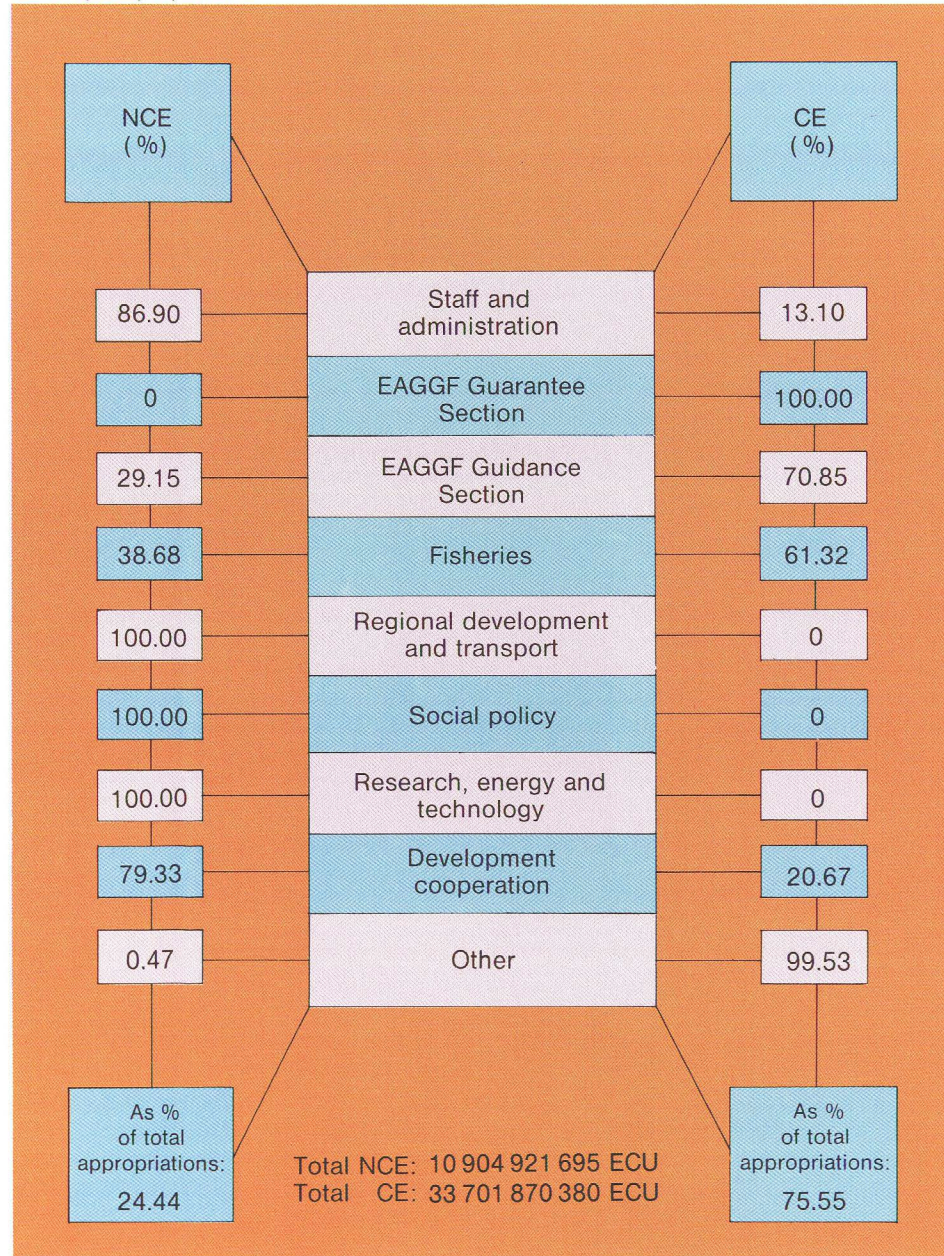 NCE
(%)
CE
(%)
86.90
Staff and
administration
13.10
0
EAGGF Guarantee
Section
100.00
29.15
EAGGF Guidance
Section
70.85
38.68
Fisheries
61.32
100.00
Regional development
and transport
0
100.00
Social policy
0
100.00
Research, energy and
technology
0
79.33
Development
cooperation
20.67
0.47
Other
99.53
As %
of total
appropriations:
24.44
Total NCE: 10 904 921 695 ECU
Total CE: 33 701 870 380 ECU
As %
of total
appropriations:
75.55